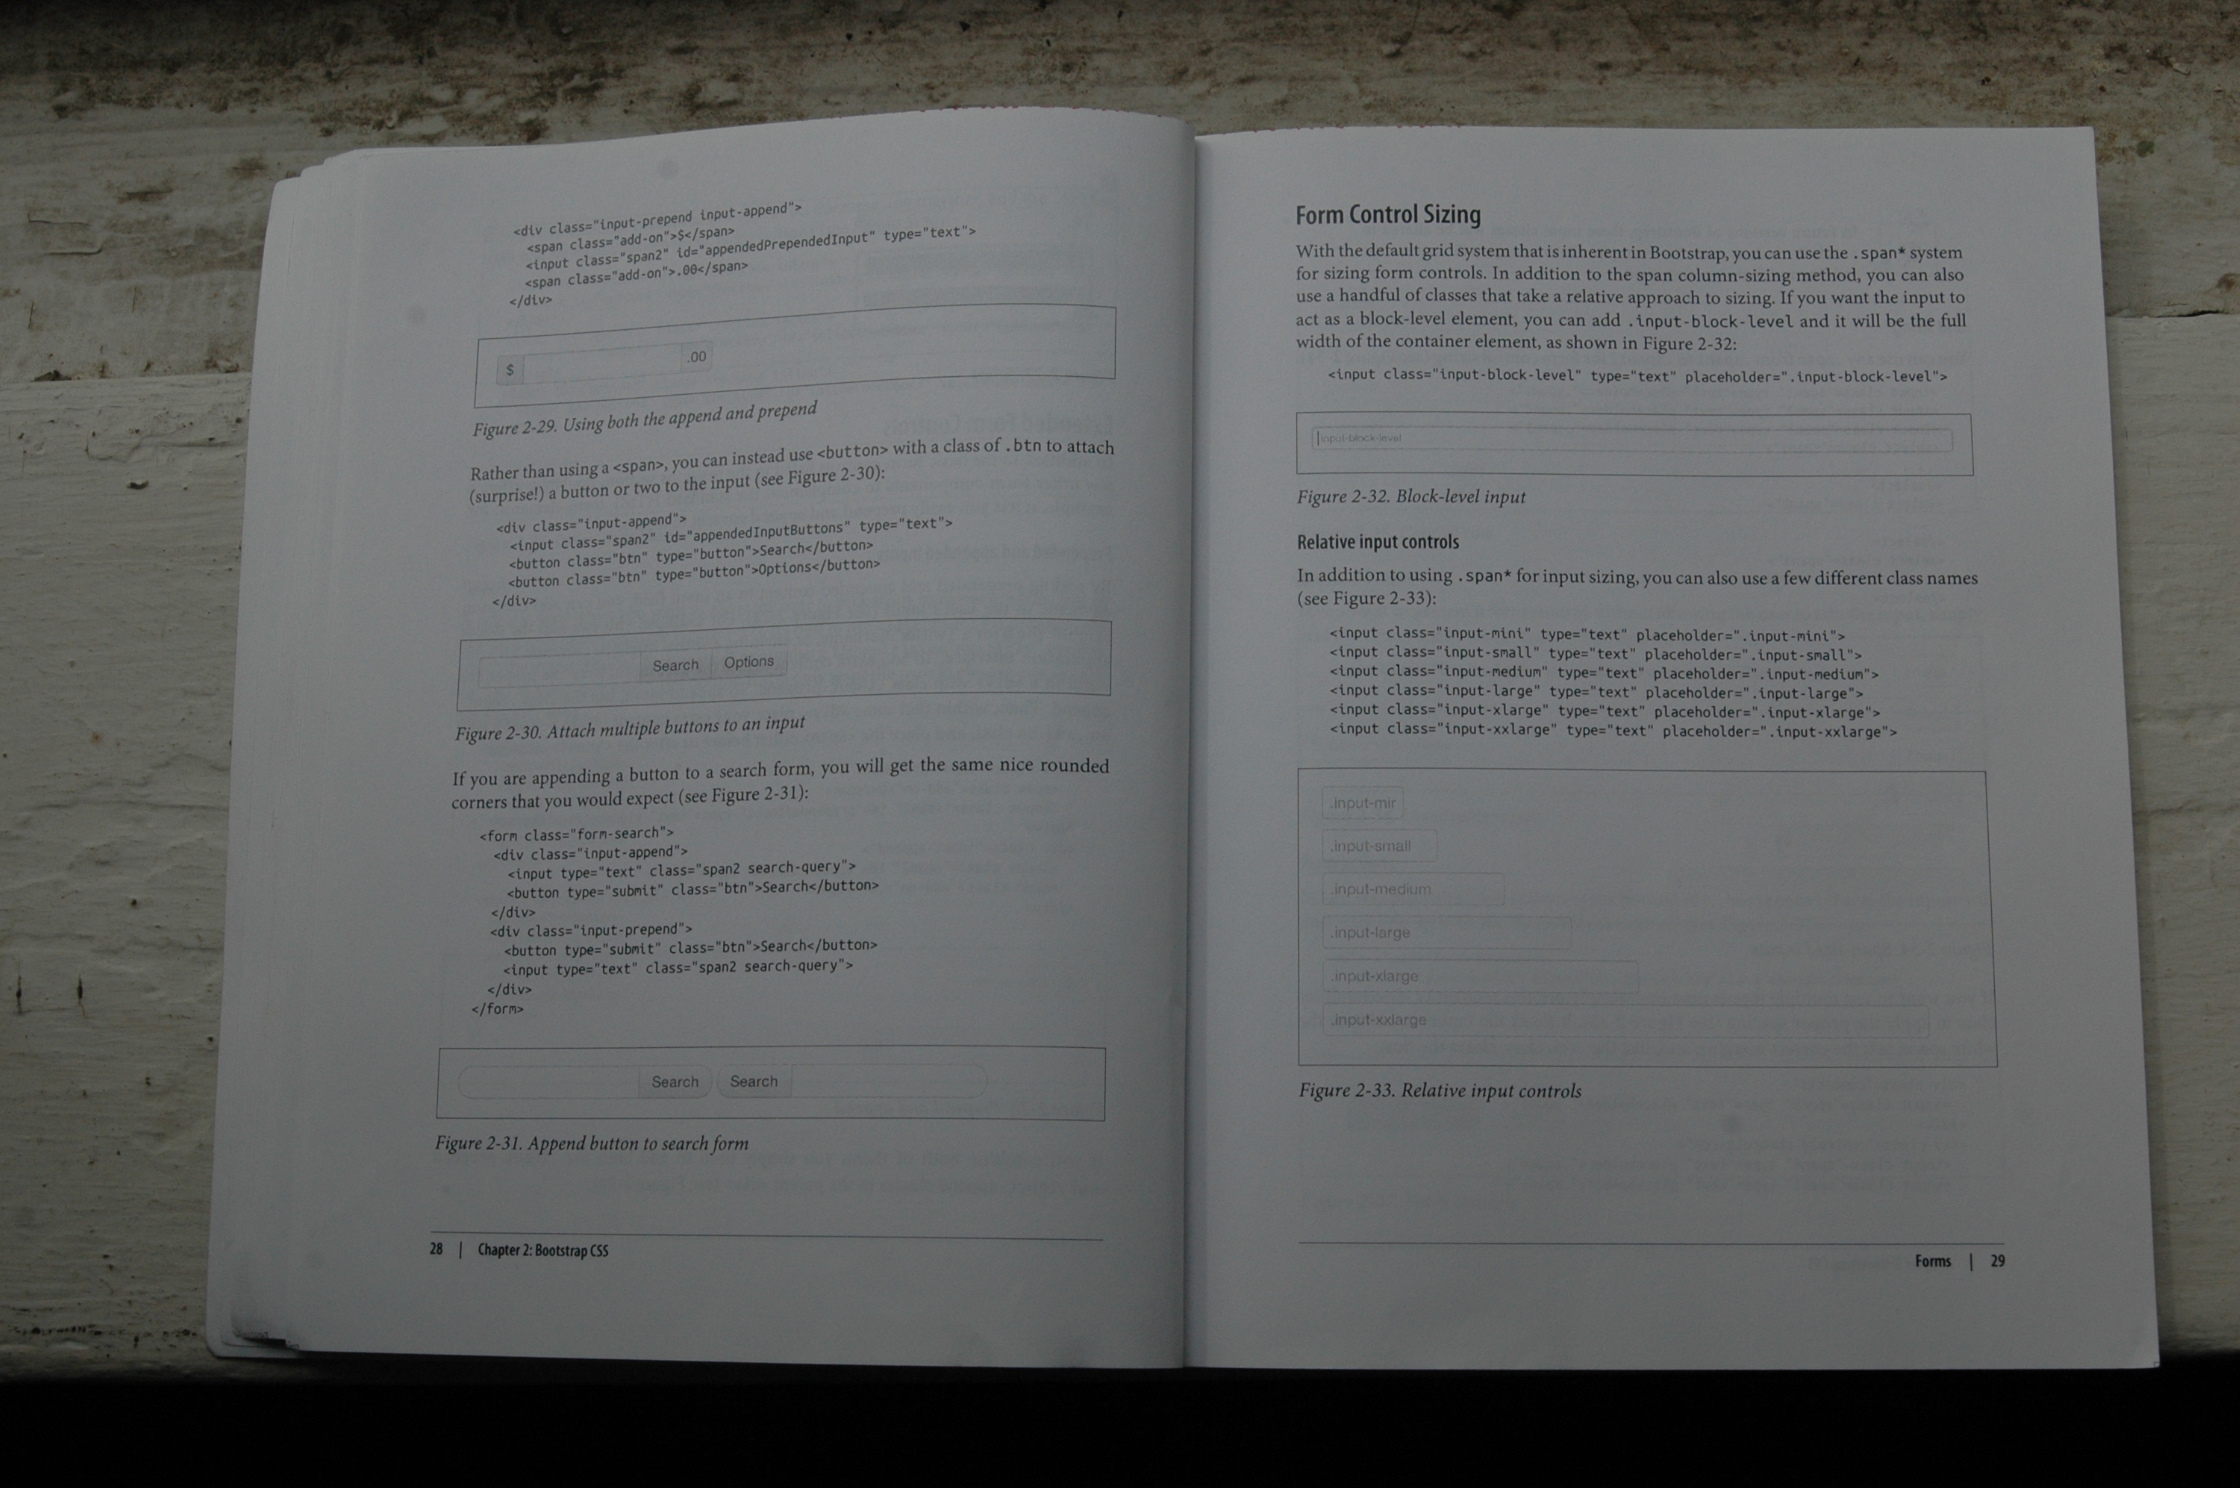 <div class="input-prepend input-append">
<span class="add-on">$</span>
<input class="span2" id="appendedPrependedInput" type="text">
<span class="add-on">.00</span>
</div>
$ .00
Figure 2-29. Using both the append and prepend
Rather than using a <span>, you can instead use <button> with a class of .btn to attach
(surprise!) a button or two to the input (see Figure 2-30):
<div class="input-append">
<input class="span2" id="appendedInputButtons" type="text">
<button class="btn" type="button">Search</button>
<button class="btn" type="button">Options</button>
</div>
Search Options
Figure 2-30. Attach multiple buttons to an input
If you are appending a button to a search form, you will get the same nice rounded
corners that you would expect (see Figure 2-31):
<form class="form-search">
<div class="input-append">
<input type="text" class="span2 search-query">
<button type="submit" class="btn">Search</button>
</div>
<div class="input-prepend">
<button type="submit" class="btn">Search</button>
<input type="text" class="span2 search-query">
</div>
</form>
Search Search
Figure 2-31. Append button to search form
28 | Chapter 2: Bootstrap CSS
Form Control Sizing
With the default grid system that is inherent in Bootstrap, you can use the .span* system
for sizing form controls. In addition to the span column-sizing method, you can also
use a handful of classes that take a relative approach to sizing. If you want the input to
act as a block-level element, you can add .input-block-level and it will be the full
width of the container element, as shown in Figure 2-32:
<input class="input-block-level" type="text" placeholder=".input-block-level">
input-block-level
Figure 2-32. Block-level input
Relative input controls
In addition to using .span* for input sizing, you can also use a few different class names
(see Figure 2-33):
<input class="input-mini" type="text" placeholder=".input-mini">
<input class="input-small" type="text" placeholder=".input-small">
<input class="input-medium" type="text" placeholder=".input-medium">
<input class="input-large" type="text" placeholder=".input-large">
<input class="input-xlarge" type="text" placeholder=".input-xlarge">
<input class="input-xxlarge" type="text" placeholder=".input-xxlarge">
.input-mir
.input-small
.input-medium
.input-large
.input-xlarge
.input-xxlarge
Figure 2-33. Relative input controls
Forms | 29